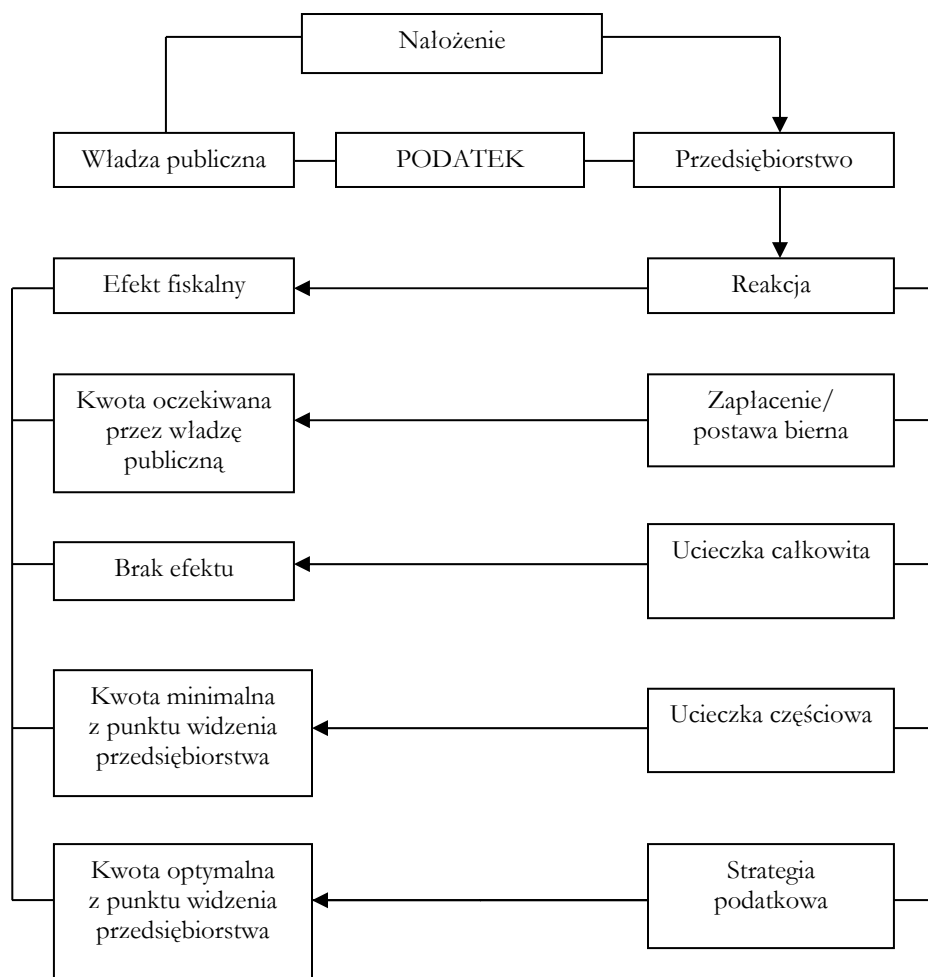 Nałożenie
Władza publiczna
PODATEK
Przedsiębiorstwo
Efekt fiskalny
Reakcja
Kwota oczekiwana
przez władzę
publiczną
Zapłacenie/
postawa bierna
Brak efektu
Ucieczka całkowita
Kwota minimalna
z punktu widzenia
przedsiębiorstwa
Ucieczka częściowa
Kwota optymalna
z punktu widzenia
przedsiębiorstwa
Strategia
podatkowa